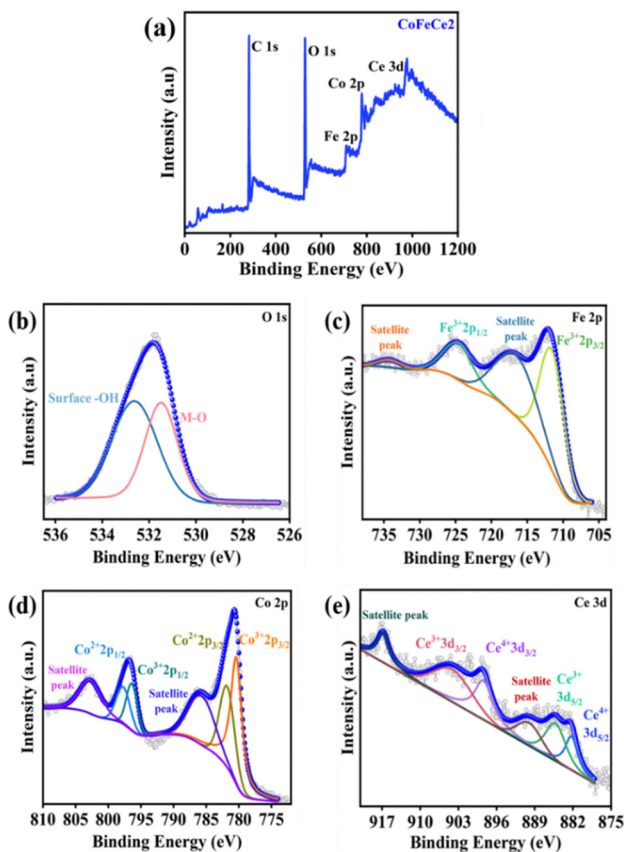 (a)
CoFeCe2
C 1s
O 1s
Ce 3d
Co 2p
Fe 2p
Intensity (a.u)
0 200 400 600 800 1000 1200
Binding Energy (eV)
(b)
O 1s
Surface -OH
M-O
Intensity (a.u)
536 534 532 530 528 526
Binding Energy (eV)
(c)
Fe 2p
Satellite
peak
Fe³⁺2p₁/₂
Satellite
peak
Fe³⁺2p₃/₂
Intensity (a.u.)
735 730 725 720 715 710 705
Binding Energy (eV)
(d)
Co 2p
Satellite
peak
Co²⁺2p₁/₂
Co³⁺2p₁/₂
Satellite
peak
Co²⁺2p₃/₂
Co³⁺2p₃/₂
Intensity (a.u.)
810 805 800 795 790 785 780 775
Binding Energy (eV)
(e)
Ce 3d
Satellite peak
Ce³⁺3d₃/₂
Ce⁴⁺3d₃/₂
Satellite
peak
Ce³⁺
3d₅/₂
Ce⁴⁺
3d₅/₂
Intensity (a.u.)
917 910 903 896 889 882 875
Binding Energy (eV)